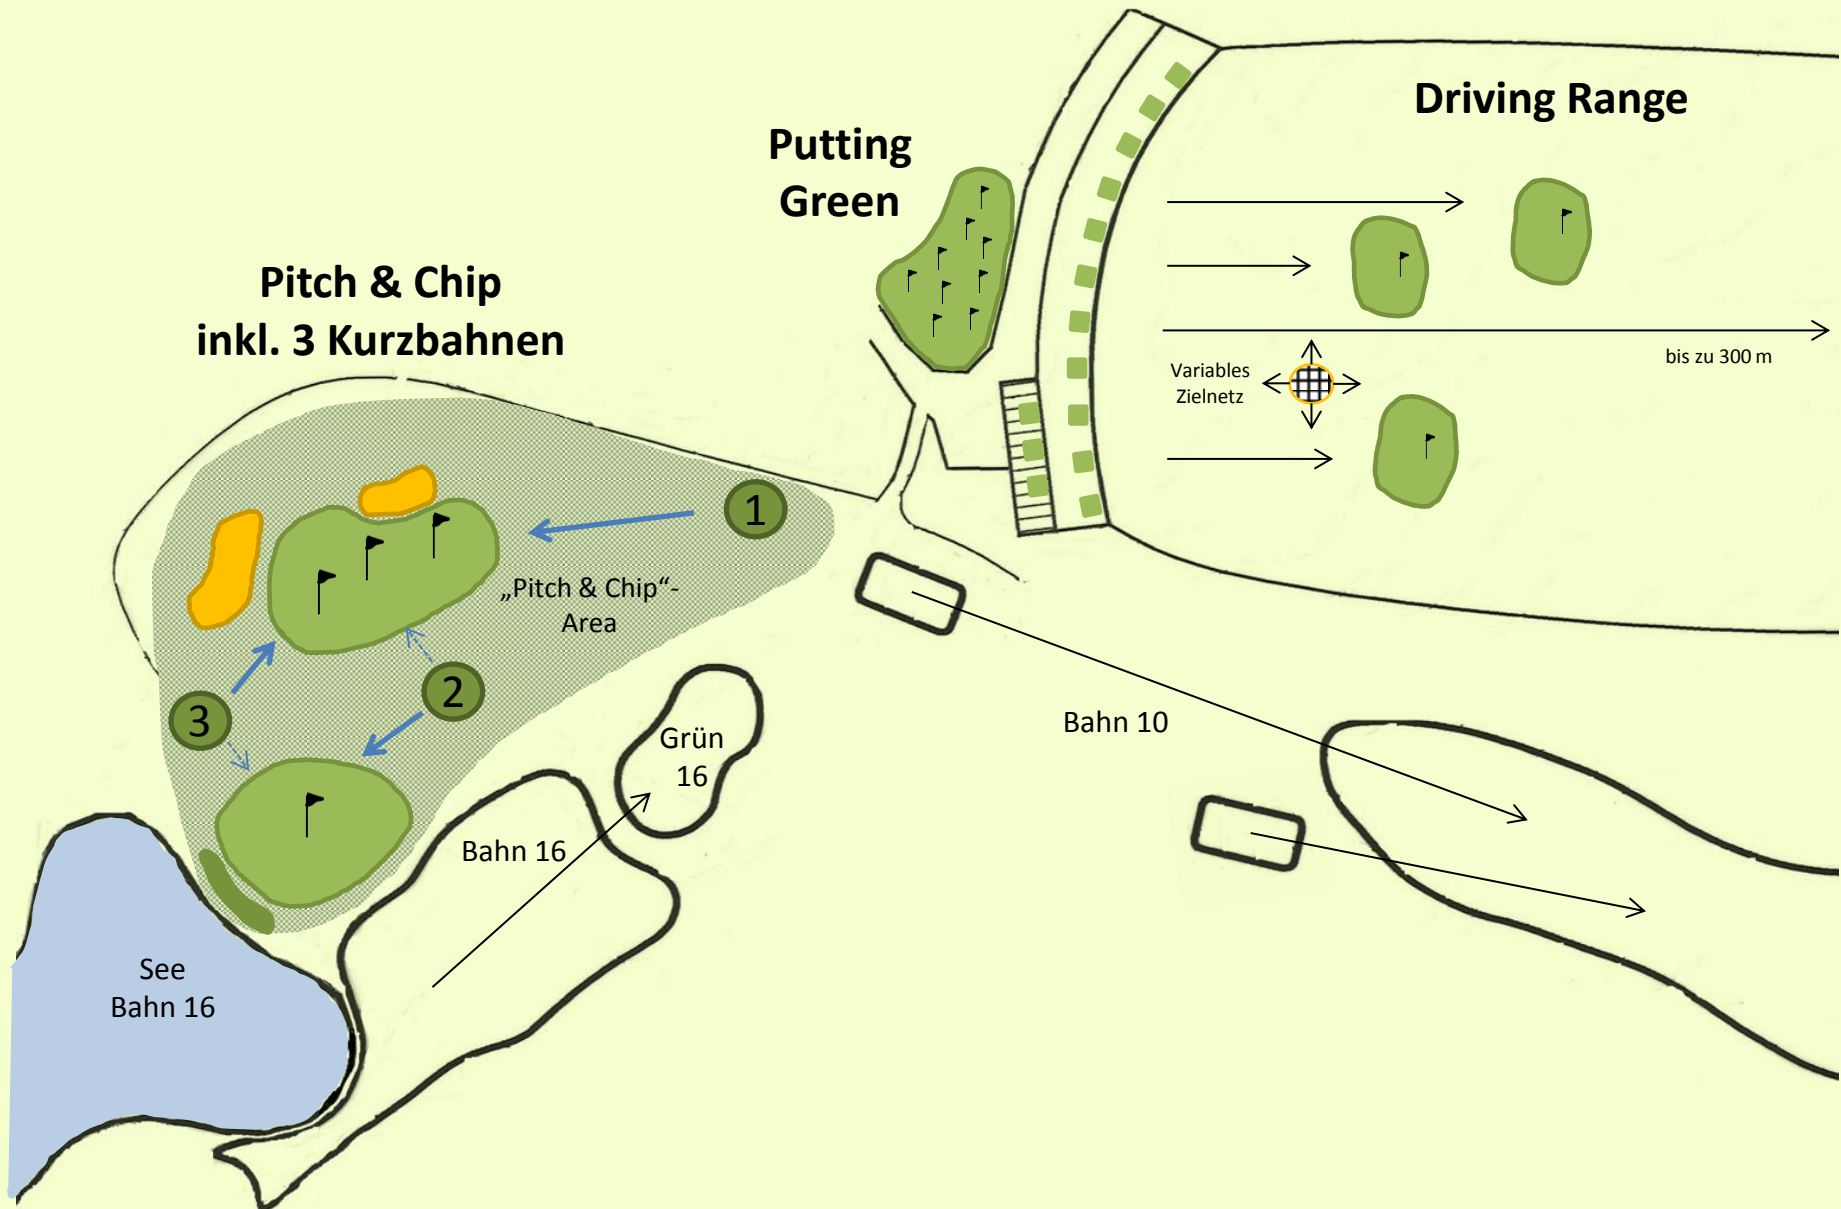 Driving Range
Putting
Green
Pitch & Chip
inkl. 3 Kurzbahnen
bis zu 300 m
Variables
Zielnetz
1
„Pitch & Chip“-
Area
2
3
Grün
16
Bahn 10
Bahn 16
See
Bahn 16